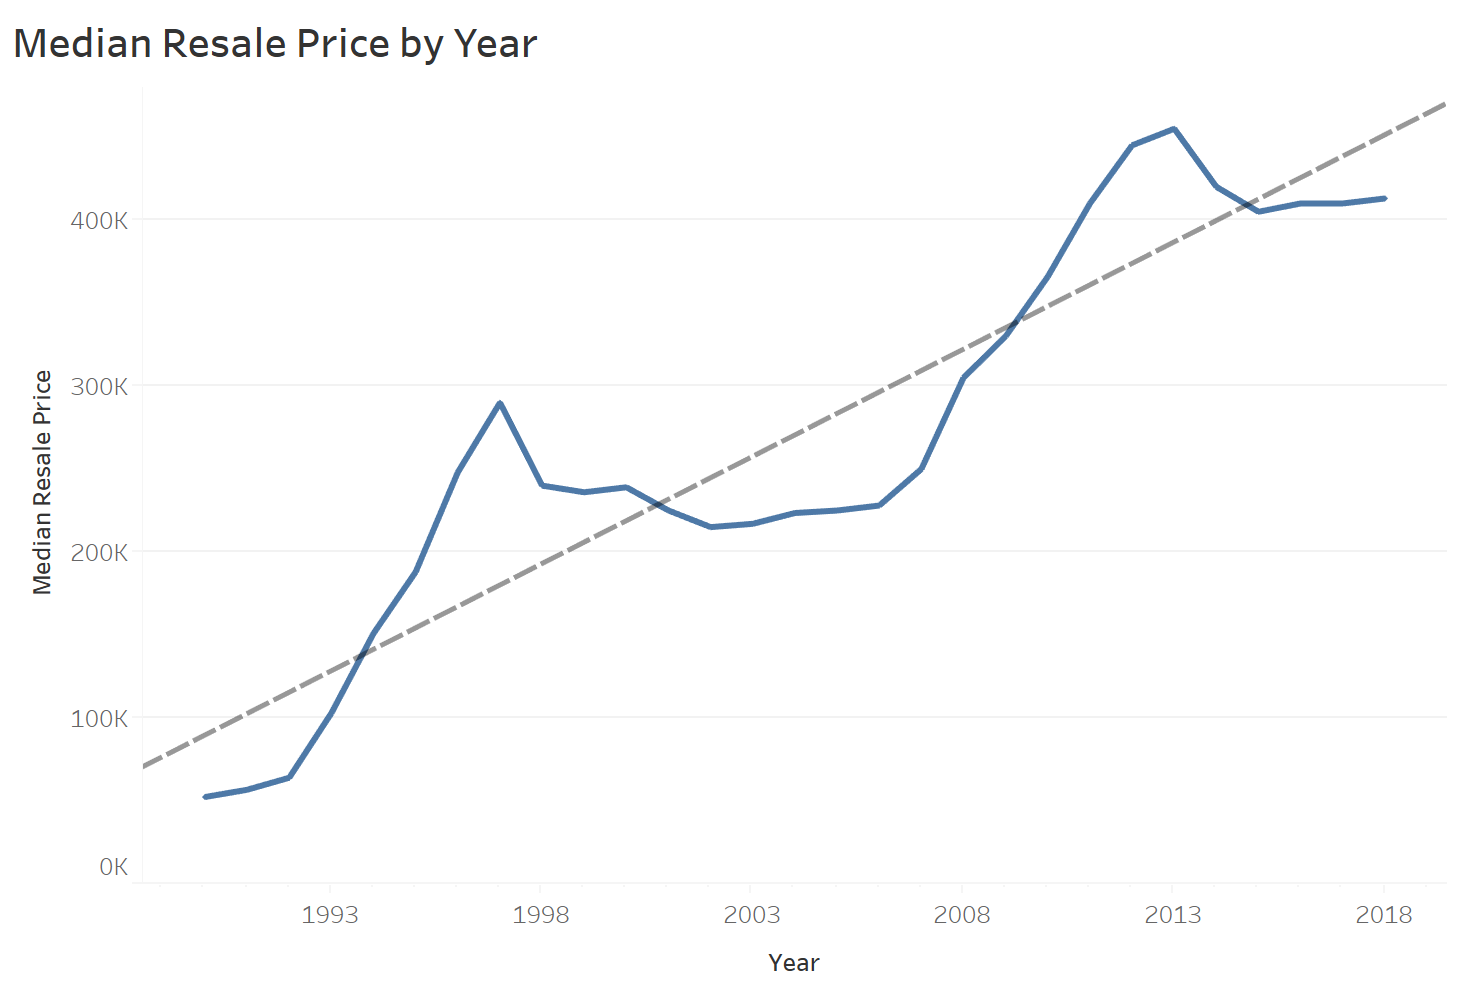 Median Resale Price by Year
Median Resale Price
400K
300K
200K
100K
0K
1993 1998 2003 2008 2013 2018
Year